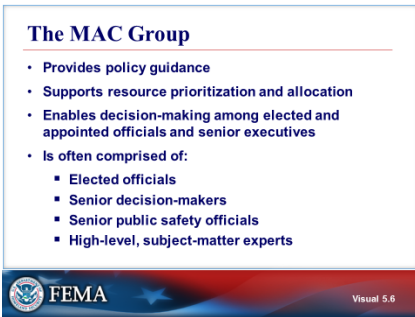 The MAC Group
• Provides policy guidance
• Supports resource prioritization and allocation
• Enables decision-making among elected and
appointed officials and senior executives
• Is often comprised of:
▪ Elected officials
▪ Senior decision-makers
▪ Senior public safety officials
▪ High-level, subject-matter experts
FEMA
Visual 5.6